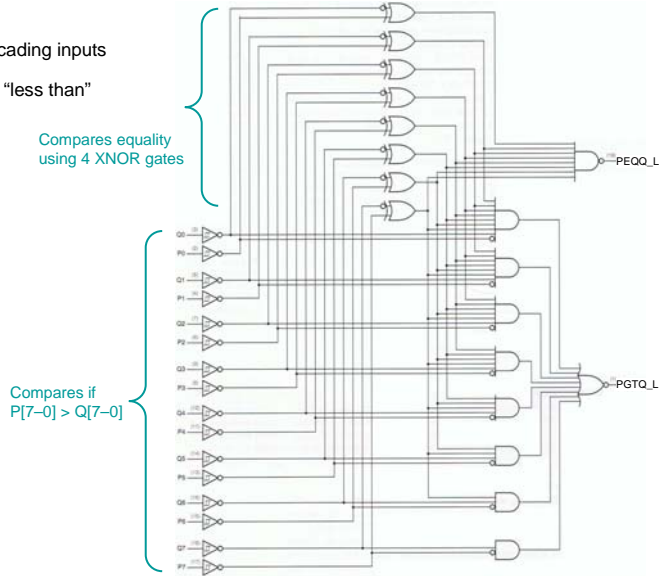 cading inputs
“less than”
Compares equality
using 4 XNOR gates
PEQQ_L
Q0
P0
Q1
P1
Q2
P2
Q3
P3
Compares if
P[7–0] > Q[7–0]
PGTQ_L
Q4
P4
Q5
P5
Q6
P6
Q7
P7